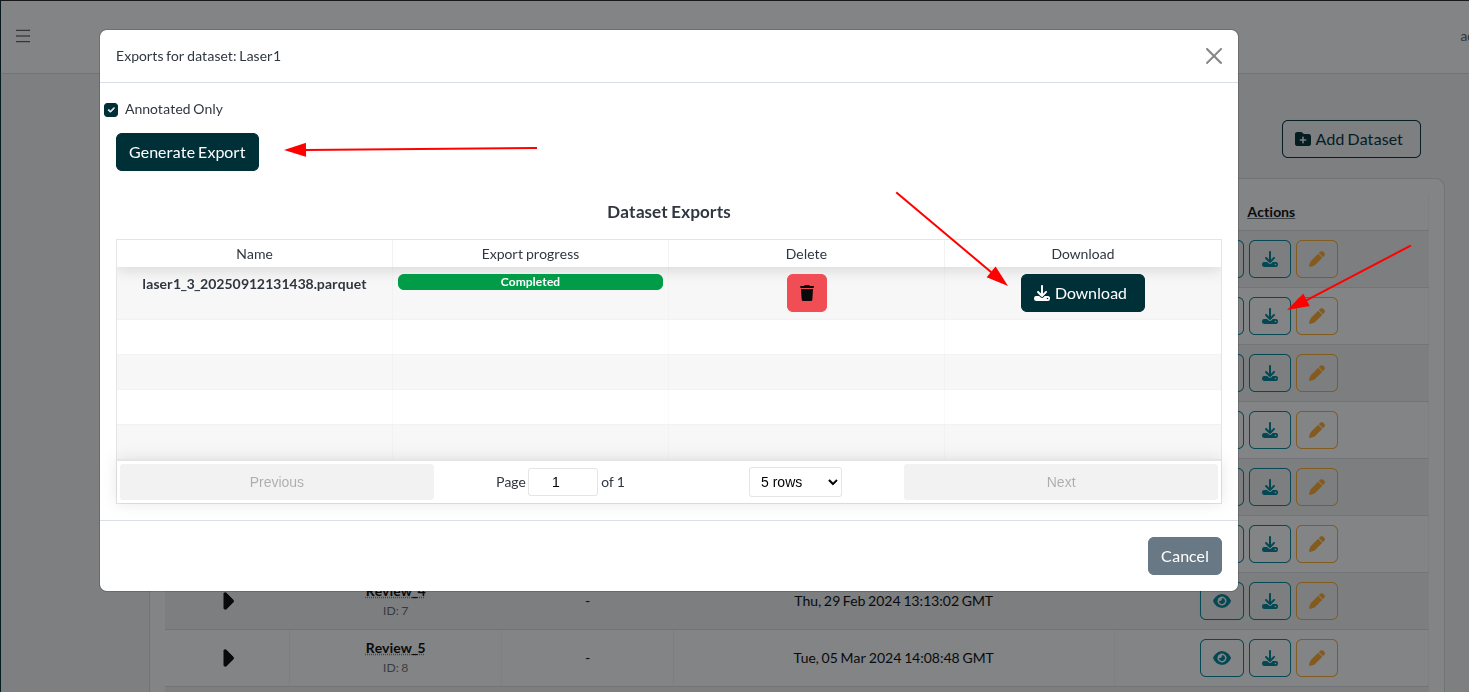 Exports for dataset: Laser1
Annotated Only
Generate Export
Add Dataset
Dataset Exports
Actions
Name Export progress Delete Download
laser1_3_20250912131438.parquet Completed Download
Previous Page 1 of 1 5 rows Next
Cancel
Review_4 - Thu, 29 Feb 2024 13:13:02 GMT
ID: 7
Review_5 - Tue, 05 Mar 2024 14:08:48 GMT
ID: 8